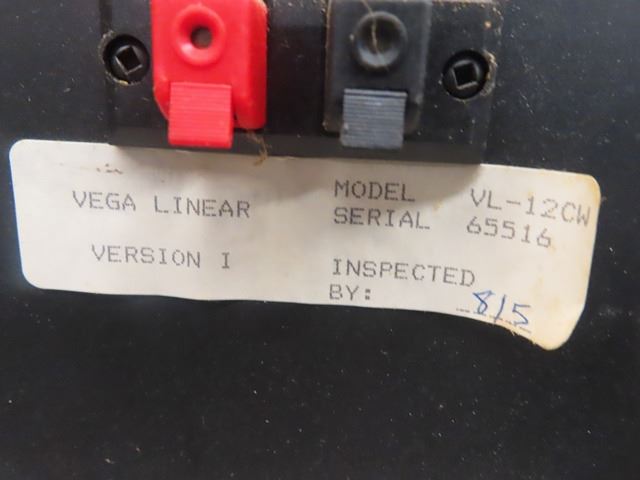 VEGA LINEAR
VERSION I
MODEL VL-12CW
SERIAL 65516
INSPECTED
BY: 815